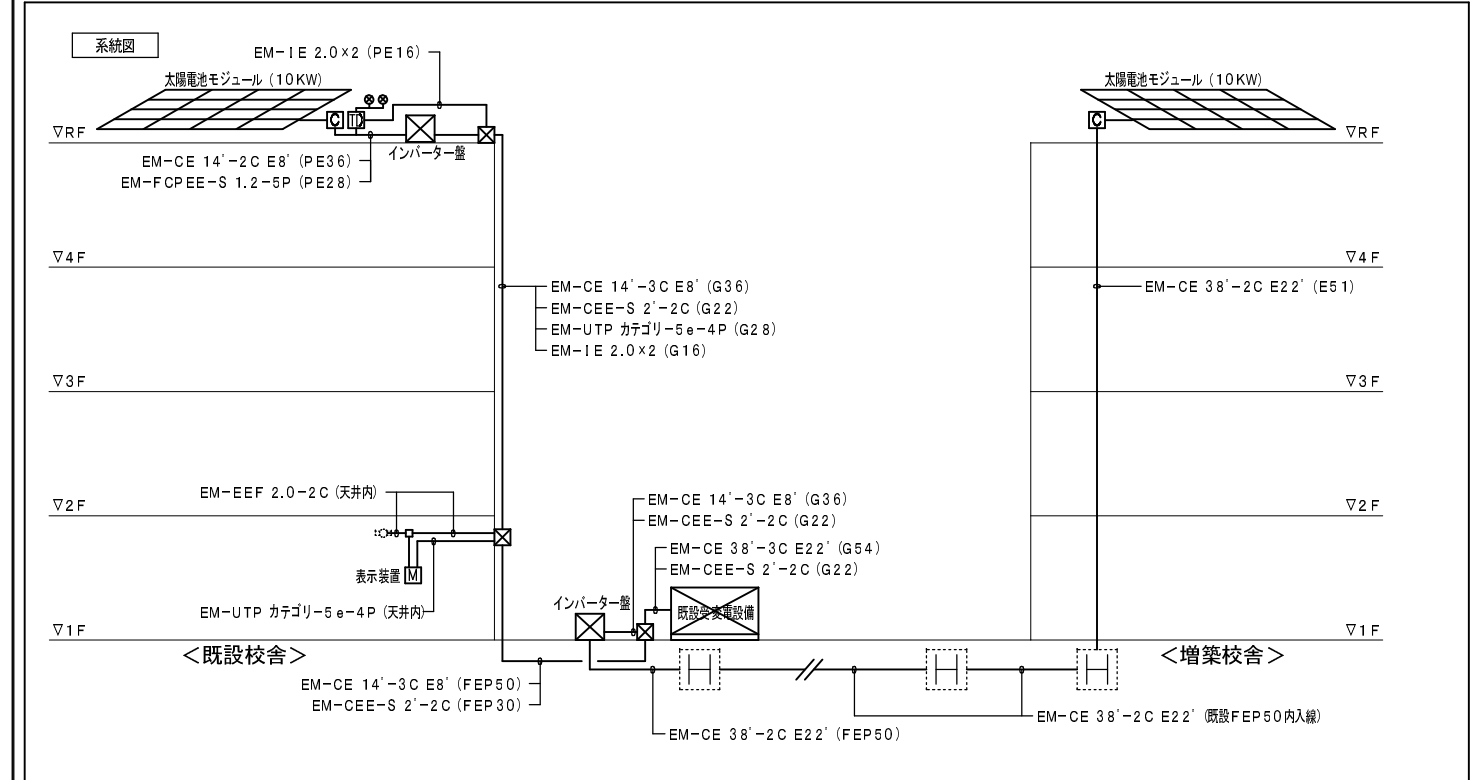 系統図
EM-IE 2.0×2 (PE16)
太陽電池モジュール (10KW)
太陽電池モジュール (10KW)
C
T
C
▽RF
インバーター盤
▽RF
EM-CE 14゜-2C E8゜ (PE36)
EM-FCPEE-S 1.2-5P (PE28)
▽4F
▽4F
EM-CE 14゜-3C E8゜ (G36)
EM-CE 38゜-2C E22゜ (E51)
EM-CEE-S 2゜-2C (G22)
EM-UTP カテゴリ-5e-4P (G28)
EM-IE 2.0×2 (G16)
▽3F
▽3F
EM-EEF 2.0-2C (天井内)
EM-CE 14゜-3C E8゜ (G36)
▽2F
▽2F
EM-CEE-S 2゜-2C (G22)
EM-CE 38゜-3C E22゜ (G54)
EM-CEE-S 2゜-2C (G22)
表示装置
M
インバーター盤
既設受変電設備
EM-UTP カテゴリ-5e-4P (天井内)
▽1F
▽1F
<既設校舎>
H
H
H
<増築校舎>
EM-CE 14゜-3C E8゜ (FEP50)
EM-CEE-S 2゜-2C (FEP30)
EM-CE 38゜-2C E22゜ (既設FEP50内入線)
EM-CE 38゜-2C E22゜ (FEP50)